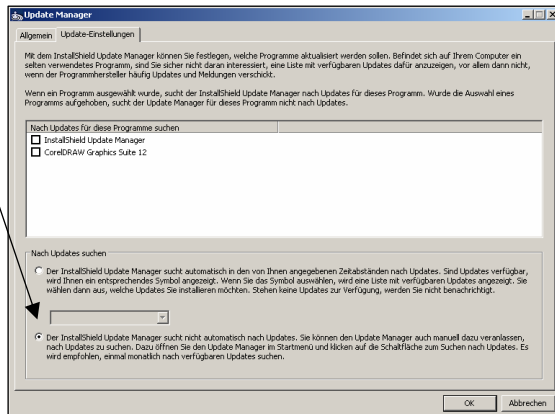 Update Manager
Allgemein
Update-Einstellungen
Mit dem InstallShield Update Manager können Sie festlegen, welche Programme aktualisiert werden sollen. Befindet sich auf Ihrem Computer ein
selten verwendetes Programm, sind Sie sicher nicht daran interessiert, eine Liste mit verfügbaren Updates dafür anzuzeigen, vor allem dann nicht,
wenn der Programmhersteller häufig Updates und Meldungen verschickt.
Wenn ein Programm ausgewählt wurde, sucht der InstallShield Update Manager nach Updates für dieses Programm. Wurde die Auswahl eines
Programms aufgehoben, sucht der Update Manager für dieses Programm nicht nach Updates.
Nach Updates für diese Programme suchen
InstallShield Update Manager
CorelDRAW Graphics Suite 12
Nach Updates suchen
Der InstallShield Update Manager sucht automatisch in den von Ihnen angegebenen Zeitabständen nach Updates. Sind Updates verfügbar,
wird Ihnen ein entsprechendes Symbol angezeigt. Wenn Sie das Symbol auswählen, wird eine Liste mit verfügbaren Updates angezeigt. Sie
wählen dann aus, welche Updates Sie installieren möchten. Stehen keine Updates zur Verfügung, werden Sie nicht benachrichtigt.
Der InstallShield Update Manager sucht nicht automatisch nach Updates. Sie können den Update Manager auch manuell dazu veranlassen,
nach Updates zu suchen. Dazu öffnen Sie den Update Manager im Startmenü und klicken auf die Schaltfläche zum Suchen nach Updates. Es
wird empfohlen, einmal monatlich nach verfügbaren Updates suchen.
OK
Abbrechen